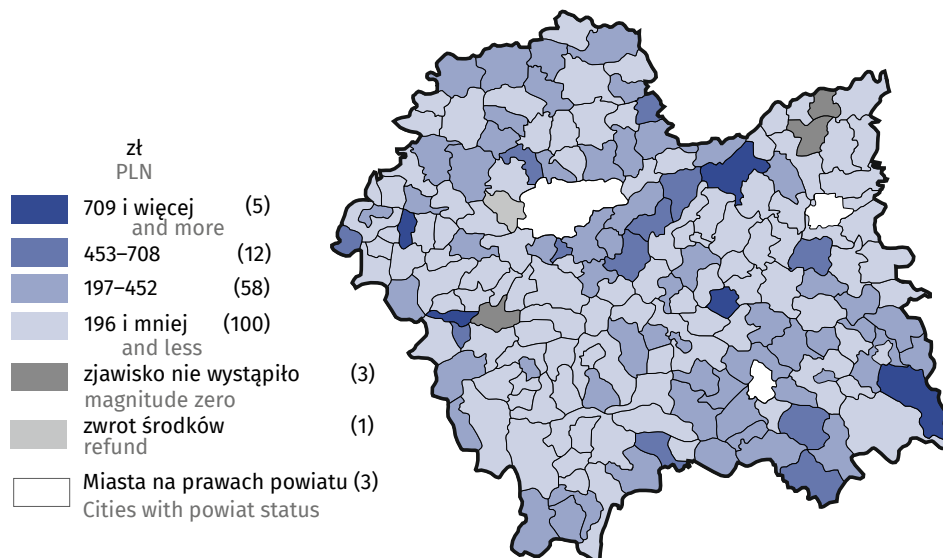 zł
PLN
709 i więcej (5)
and more
453–708 (12)
197–452 (58)
196 i mniej (100)
and less
zjawisko nie wystąpiło (3)
magnitude zero
zwrot środków (1)
refund
Miasta na prawach powiatu (3)
Cities with powiat status